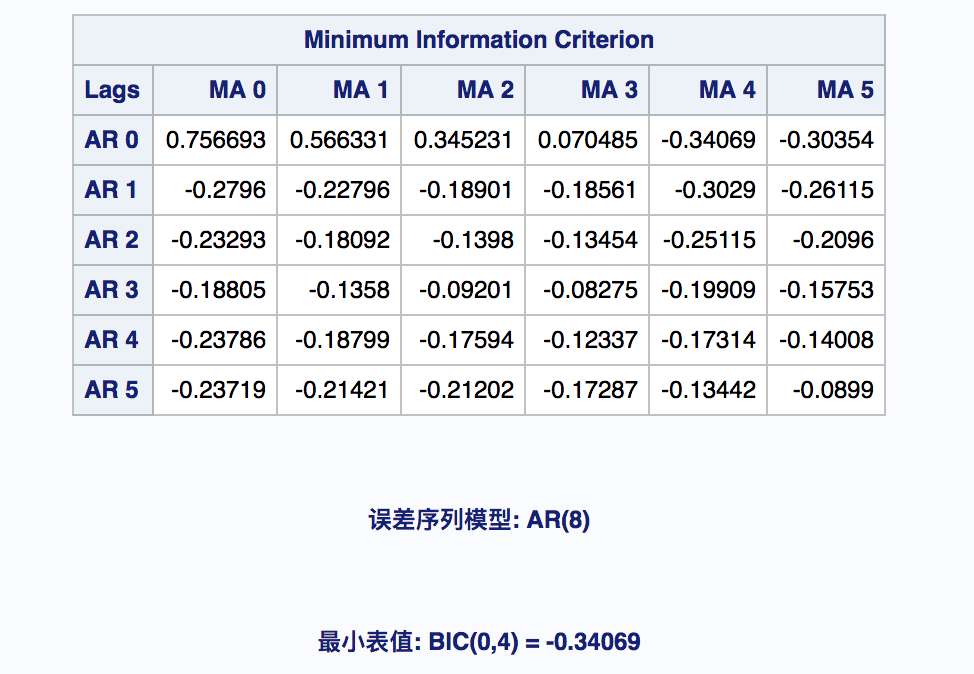 Minimum Information Criterion
Lags MA 0 MA 1 MA 2 MA 3 MA 4 MA 5
AR 0 0.756693 0.566331 0.345231 0.070485 -0.34069 -0.30354
AR 1 -0.2796 -0.22796 -0.18901 -0.18561 -0.3029 -0.26115
AR 2 -0.23293 -0.18092 -0.1398 -0.13454 -0.25115 -0.2096
AR 3 -0.18805 -0.1358 -0.09201 -0.08275 -0.19909 -0.15753
AR 4 -0.23786 -0.18799 -0.17594 -0.12337 -0.17314 -0.14008
AR 5 -0.23719 -0.21421 -0.21202 -0.17287 -0.13442 -0.0899
误差序列模型: AR(8)
最小表值: BIC(0,4) = -0.34069